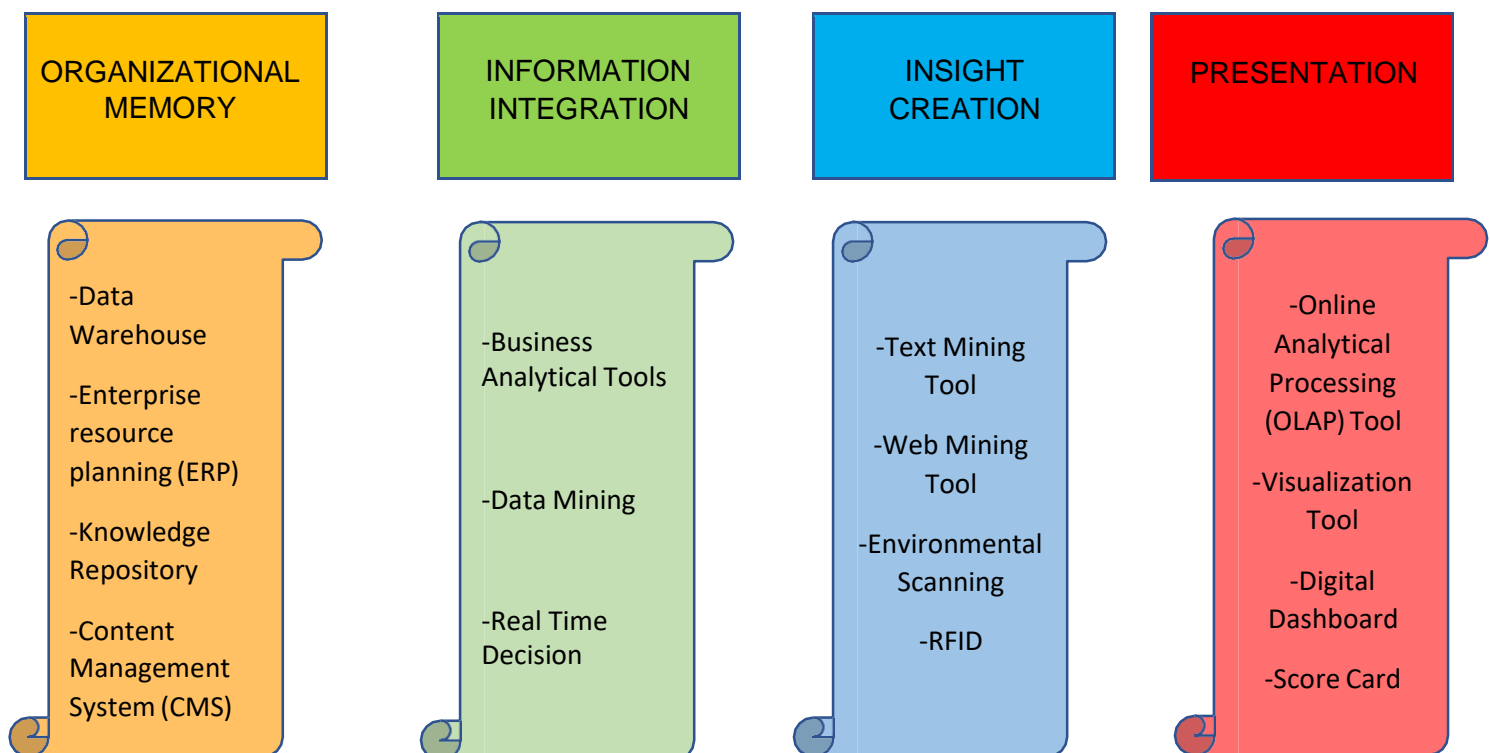 ORGANIZATIONAL
MEMORY
INFORMATION
INTEGRATION
INSIGHT
CREATION
PRESENTATION
-Data
Warehouse
-Enterprise
resource
planning (ERP)
-Knowledge
Repository
-Content
Management
System (CMS)
-Business
Analytical Tools
-Data Mining
-Real Time
Decision
-Text Mining
Tool
-Web Mining
Tool
-Environmental
Scanning
-RFID
-Online
Analytical
Processing
(OLAP) Tool
-Visualization
Tool
-Digital
Dashboard
-Score Card